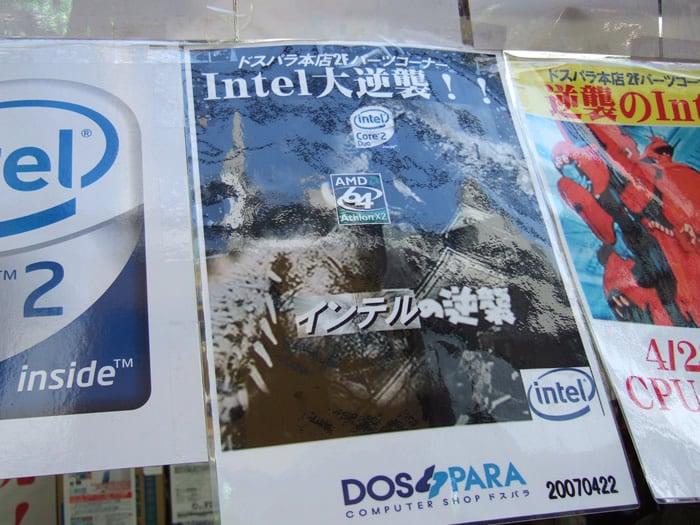 tel®
™ 2
inside™
ドスパラ本店2Fパーツコーナー
Intel大逆襲！！
intel
Core™2
Duo
AMD
64
Athlon X2
インテルの逆襲
intel
DOS PARA
COMPUTER SHOP ドスパラ
20070422
ドスパラ本店2Fパーツコー
逆襲のIn
4/2
CPU